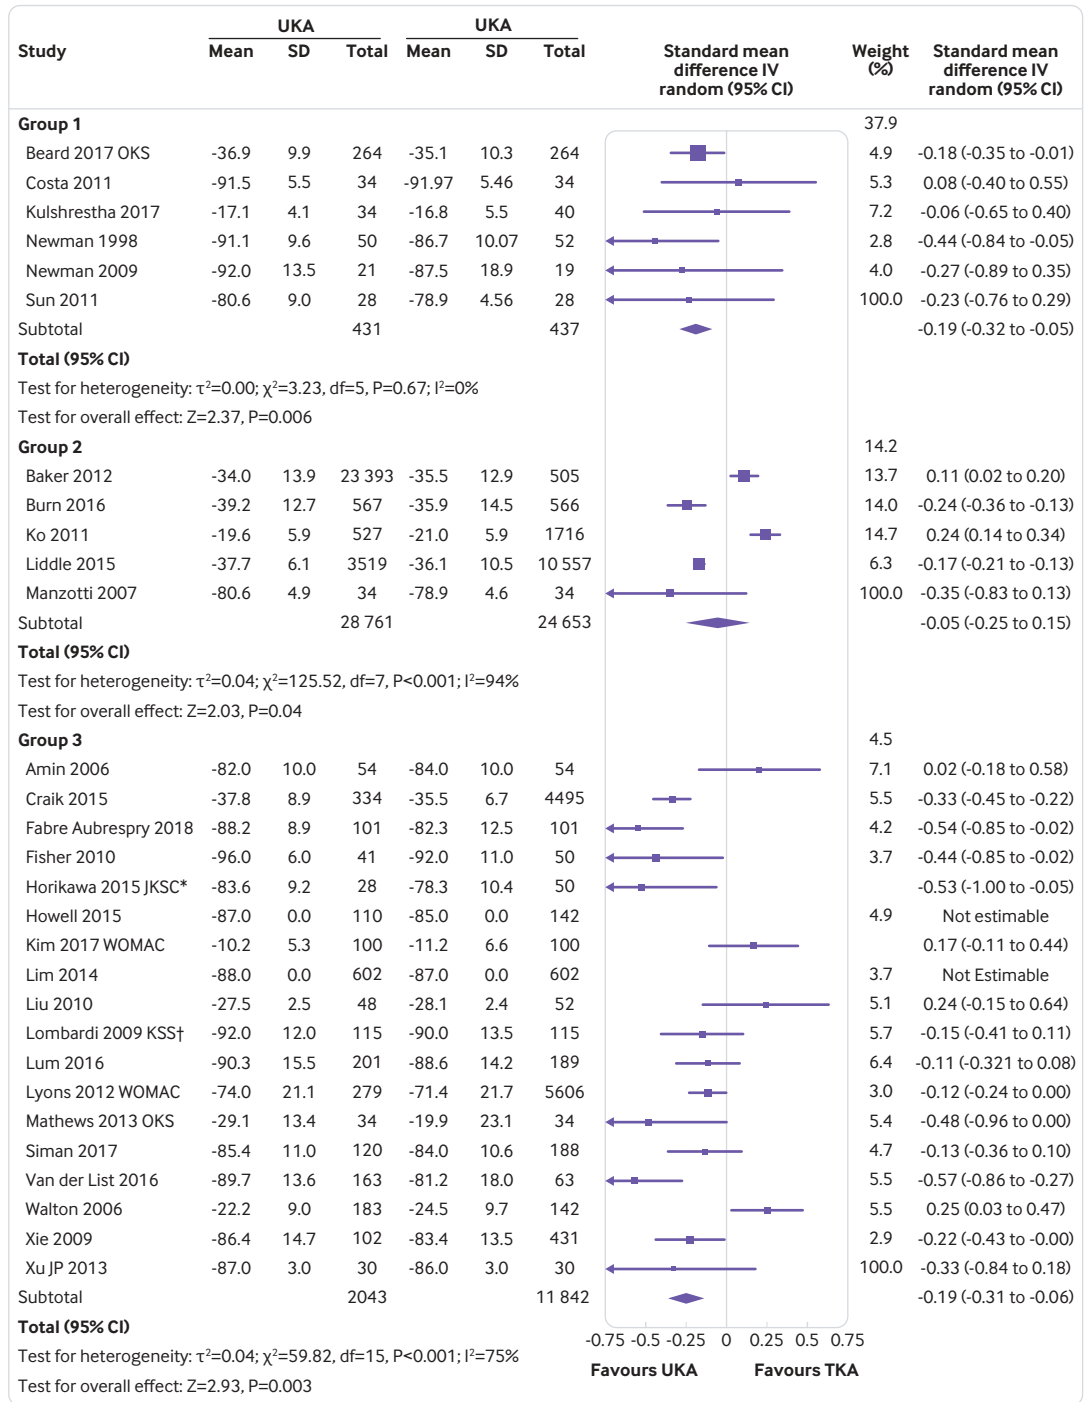 UKA UKA
Study Mean SD Total Mean SD Total Standard mean difference IV random (95% CI) Weight (%) Standard mean difference IV random (95% CI)
Group 1 37.9
Beard 2017 OKS -36.9 9.9 264 -35.1 10.3 264 4.9 -0.18 (-0.35 to -0.01)
Costa 2011 -91.5 5.5 34 -91.97 5.46 34 5.3 0.08 (-0.40 to 0.55)
Kulshrestha 2017 -17.1 4.1 34 -16.8 5.5 40 7.2 -0.06 (-0.65 to 0.40)
Newman 1998 -91.1 9.6 50 -86.7 10.07 52 2.8 -0.44 (-0.84 to -0.05)
Newman 2009 -92.0 13.5 21 -87.5 18.9 19 4.0 -0.27 (-0.89 to 0.35)
Sun 2011 -80.6 9.0 28 -78.9 4.56 28 100.0 -0.23 (-0.76 to 0.29)
Subtotal 431 437 -0.19 (-0.32 to -0.05)
Total (95% CI)
Test for heterogeneity: τ²=0.00; χ²=3.23, df=5, P=0.67; I²=0%
Test for overall effect: Z=2.37, P=0.006
Group 2 14.2
Baker 2012 -34.0 13.9 23 393 -35.5 12.9 505 13.7 0.11 (0.02 to 0.20)
Burn 2016 -39.2 12.7 567 -35.9 14.5 566 14.0 -0.24 (-0.36 to -0.13)
Ko 2011 -19.6 5.9 527 -21.0 5.9 1716 14.7 0.24 (0.14 to 0.34)
Liddle 2015 -37.7 6.1 3519 -36.1 10.5 10 557 6.3 -0.17 (-0.21 to -0.13)
Manzotti 2007 -80.6 4.9 34 -78.9 4.6 34 100.0 -0.35 (-0.83 to 0.13)
Subtotal 28 761 24 653 -0.05 (-0.25 to 0.15)
Total (95% CI)
Test for heterogeneity: τ²=0.04; χ²=125.52, df=7, P<0.001; I²=94%
Test for overall effect: Z=2.03, P=0.04
Group 3 4.5
Amin 2006 -82.0 10.0 54 -84.0 10.0 54 7.1 0.02 (-0.18 to 0.58)
Craik 2015 -37.8 8.9 334 -35.5 6.7 4495 5.5 -0.33 (-0.45 to -0.22)
Fabre Aubrespry 2018 -88.2 8.9 101 -82.3 12.5 101 4.2 -0.54 (-0.85 to -0.02)
Fisher 2010 -96.0 6.0 41 -92.0 11.0 50 3.7 -0.44 (-0.85 to -0.02)
Horikawa 2015 JKSC* -83.6 9.2 28 -78.3 10.4 50 -0.53 (-1.00 to -0.05)
Howell 2015 -87.0 0.0 110 -85.0 0.0 142 4.9 Not estimable
Kim 2017 WOMAC -10.2 5.3 100 -11.2 6.6 100 0.17 (-0.11 to 0.44)
Lim 2014 -88.0 0.0 602 -87.0 0.0 602 3.7 Not Estimable
Liu 2010 -27.5 2.5 48 -28.1 2.4 52 5.1 0.24 (-0.15 to 0.64)
Lombardi 2009 KSS† -92.0 12.0 115 -90.0 13.5 115 5.7 -0.15 (-0.41 to 0.11)
Lum 2016 -90.3 15.5 201 -88.6 14.2 189 6.4 -0.11 (-0.321 to 0.08)
Lyons 2012 WOMAC -74.0 21.1 279 -71.4 21.7 5606 3.0 -0.12 (-0.24 to 0.00)
Mathews 2013 OKS -29.1 13.4 34 -19.9 23.1 34 5.4 -0.48 (-0.96 to 0.00)
Siman 2017 -85.4 11.0 120 -84.0 10.6 188 4.7 -0.13 (-0.36 to 0.10)
Van der List 2016 -89.7 13.6 163 -81.2 18.0 63 5.5 -0.57 (-0.86 to -0.27)
Walton 2006 -22.2 9.0 183 -24.5 9.7 142 5.5 0.25 (0.03 to 0.47)
Xie 2009 -86.4 14.7 102 -83.4 13.5 431 2.9 -0.22 (-0.43 to -0.00)
Xu JP 2013 -87.0 3.0 30 -86.0 3.0 30 100.0 -0.33 (-0.84 to 0.18)
Subtotal 2043 11 842 -0.19 (-0.31 to -0.06)
Total (95% CI)
-0.75 -0.5 -0.25 0 0.25 0.5 0.75
Test for heterogeneity: τ²=0.04; χ²=59.82, df=15, P<0.001; I²=75%
Favours UKA Favours TKA
Test for overall effect: Z=2.93, P=0.003